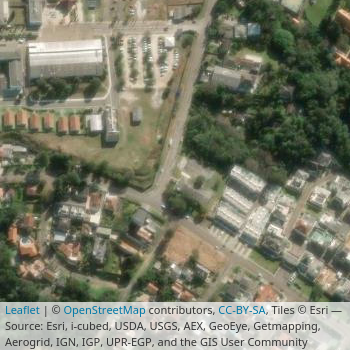 Leaflet | © OpenStreetMap contributors, CC-BY-SA, Tiles © Esri —
Source: Esri, i-cubed, USDA, USGS, AEX, GeoEye, Getmapping,
Aerogrid, IGN, IGP, UPR-EGP, and the GIS User Community